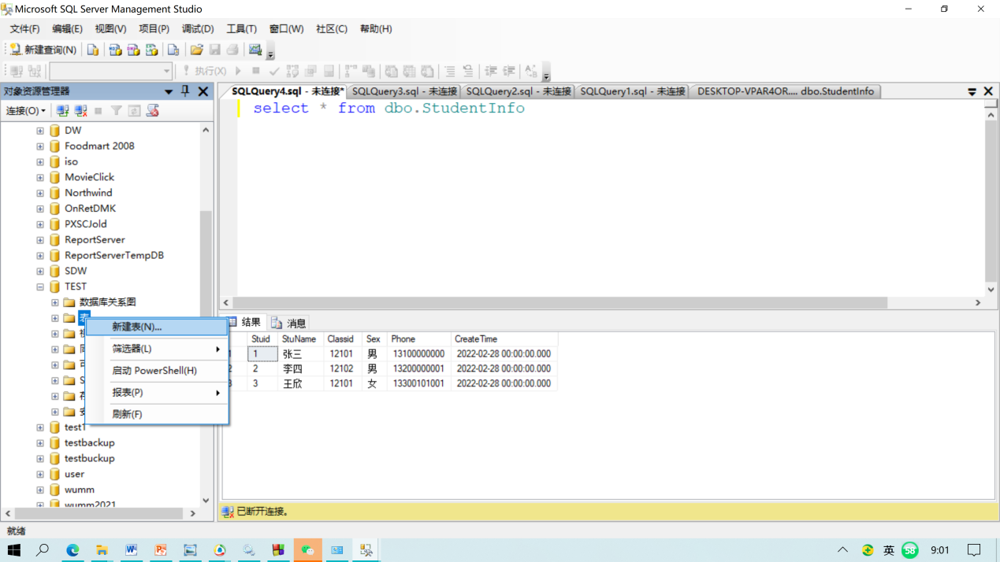 Microsoft SQL Server Management Studio
文件(F) 编辑(E) 视图(V) 项目(P) 调试(D) 工具(T) 窗口(W) 社区(C) 帮助(H)
新建查询(N)
执行(X)
对象资源管理器
连接(O)
DW
Foodmart 2008
iso
MovieClick
Northwind
OnRetDMK
PXSCJold
ReportServer
ReportServerTempDB
SDW
TEST
数据库关系图
表
新建表(N)...
筛选器(L)
启动 PowerShell(H)
报表(P)
刷新(F)
test1
testbackup
testbuckup
user
wumm
wumm2021
SQLQuery4.sql - 未连接* SQLQuery3.sql - 未连接 SQLQuery2.sql - 未连接 SQLQuery1.sql - 未连接 DESKTOP-VPAR4OR.... dbo.StudentInfo
select * from dbo.StudentInfo
结果 消息
Stuid StuName Classid Sex Phone CreateTime
1 张三 12101 男 13100000000 2022-02-28 00:00:00.000
2 2 李四 12102 男 13200000001 2022-02-28 00:00:00.000
3 3 王欣 12101 女 13300101001 2022-02-28 00:00:00.000
已断开连接。
就绪
英 58 9:01